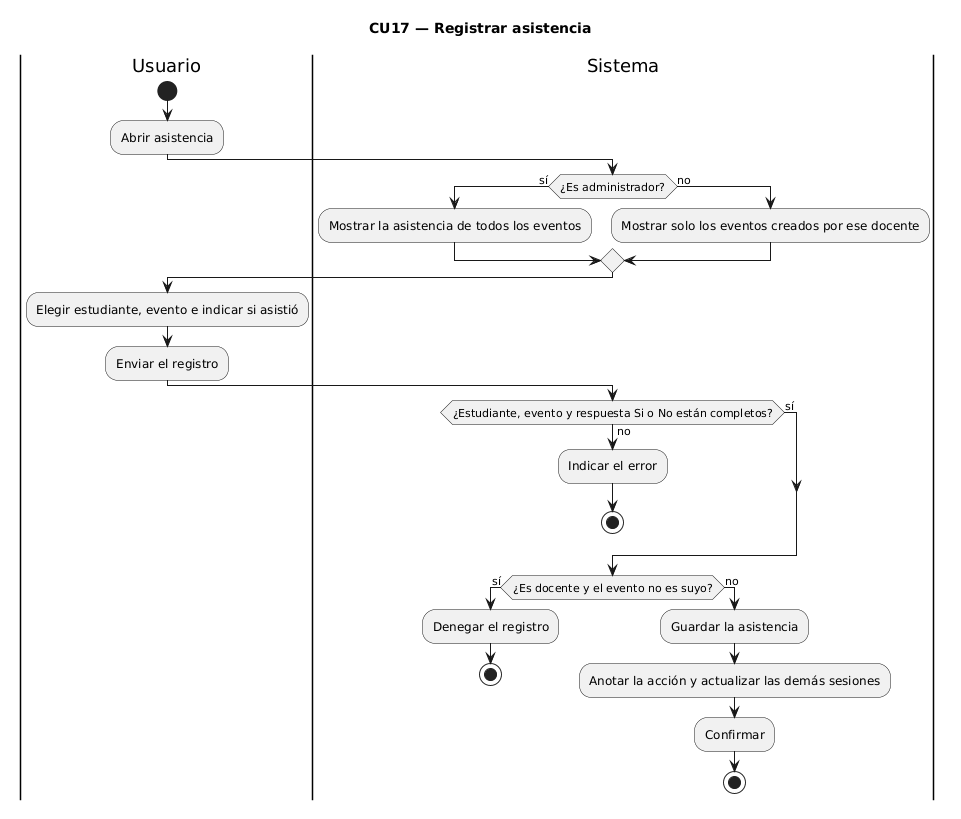 CU17 — Registrar asistencia
Usuario
Sistema
Abrir asistencia
¿Es administrador?
sí
no
Mostrar la asistencia de todos los eventos
Mostrar solo los eventos creados por ese docente
Elegir estudiante, evento e indicar si asistió
Enviar el registro
¿Estudiante, evento y respuesta Si o No están completos?
sí
no
Indicar el error
¿Es docente y el evento no es suyo?
sí
no
Denegar el registro
Guardar la asistencia
Anotar la acción y actualizar las demás sesiones
Confirmar